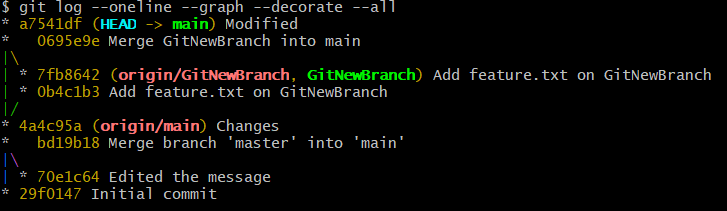 $ git log --oneline --graph --decorate --all
* a7541df (HEAD -> main) Modified
*   0695e9e Merge GitNewBranch into main
|\
| * 7fb8642 (origin/GitNewBranch, GitNewBranch) Add feature.txt on GitNewBranch
| * 0b4c1b3 Add feature.txt on GitNewBranch
|/
* 4a4c95a (origin/main) Changes
*   bd19b18 Merge branch 'master' into 'main'
|\
| * 70e1c64 Edited the message
* 29f0147 Initial commit